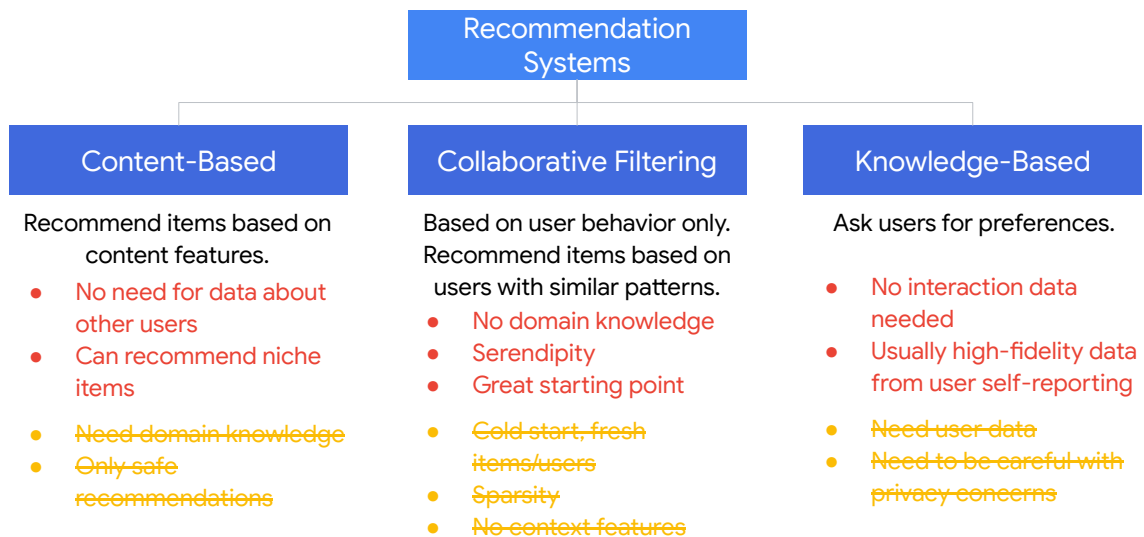 Recommendation
Systems
Content-Based
Recommend items based on
content features.
● No need for data about
other users
● Can recommend niche
items
● Need domain knowledge
● Only safe
recommendations
Collaborative Filtering
Based on user behavior only.
Recommend items based on
users with similar patterns.
● No domain knowledge
● Serendipity
● Great starting point
● Cold start, fresh
items/users
● Sparsity
● No context features
Knowledge-Based
Ask users for preferences.
● No interaction data
needed
● Usually high-fidelity data
from user self-reporting
● Need user data
● Need to be careful with
privacy concerns